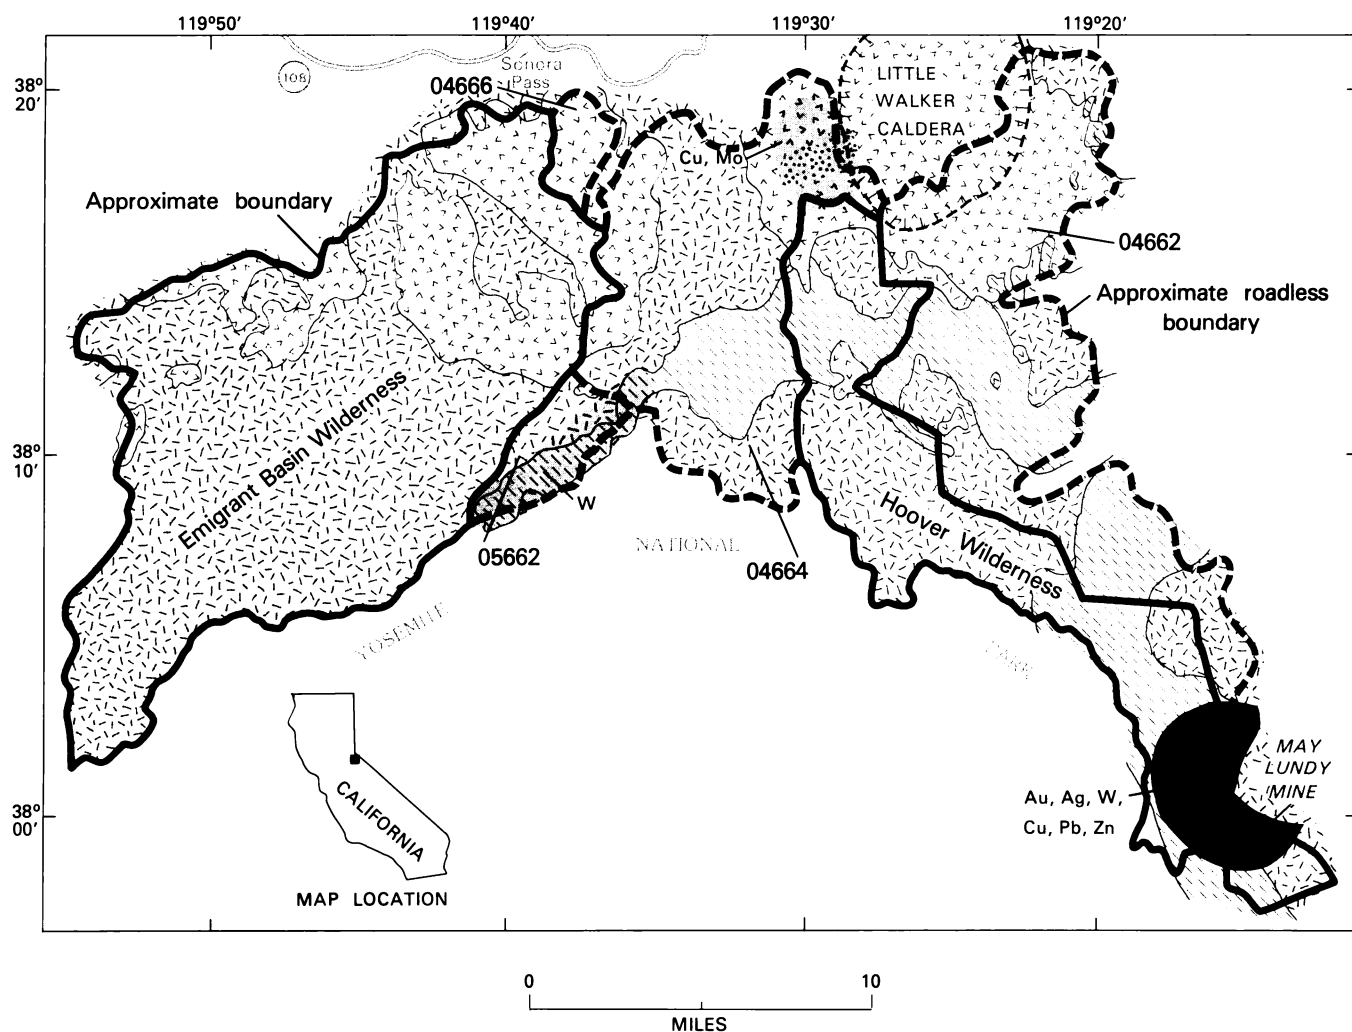 119°50′ 119°40′ 119°30′ 119°20′
38°
20′
108
Sonora
Pass
04666
LITTLE
WALKER
CALDERA
Cu, Mo
Approximate boundary
04662
Approximate roadless
boundary
Emigrant Basin Wilderness
38°
10′
W
05662
NATIONAL
04664
Hoover Wilderness
YOSEMITE
PARK
MAY
LUNDY
MINE
Au, Ag, W,
Cu, Pb, Zn
38°
00′
CALIFORNIA
MAP LOCATION
0 10
MILES